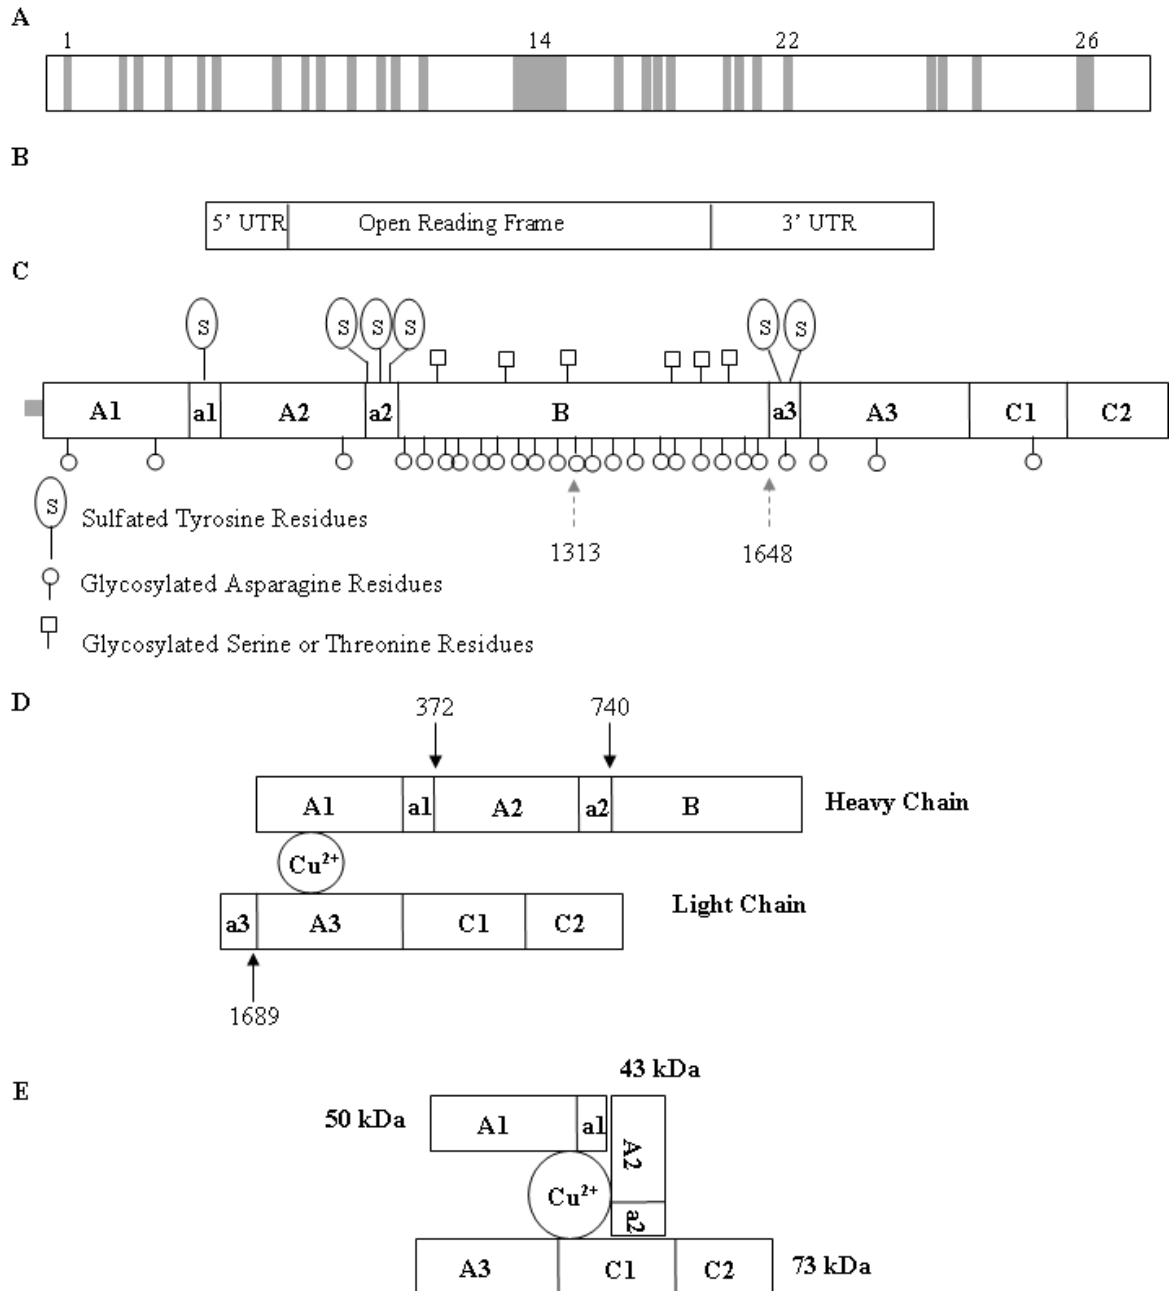 A
1 14 22 26
B
5’ UTR Open Reading Frame 3’ UTR
C
S S S S S S
A1 a1 A2 a2 B a3 A3 C1 C2
S Sulfated Tyrosine Residues
1313 1648
Glycosylated Asparagine Residues
Glycosylated Serine or Threonine Residues
D
372 740
A1 a1 A2 a2 B Heavy Chain
Cu²⁺
a3 A3 C1 C2 Light Chain
1689
E
43 kDa
50 kDa A1 a1 A2
Cu²⁺ a2
A3 C1 C2 73 kDa